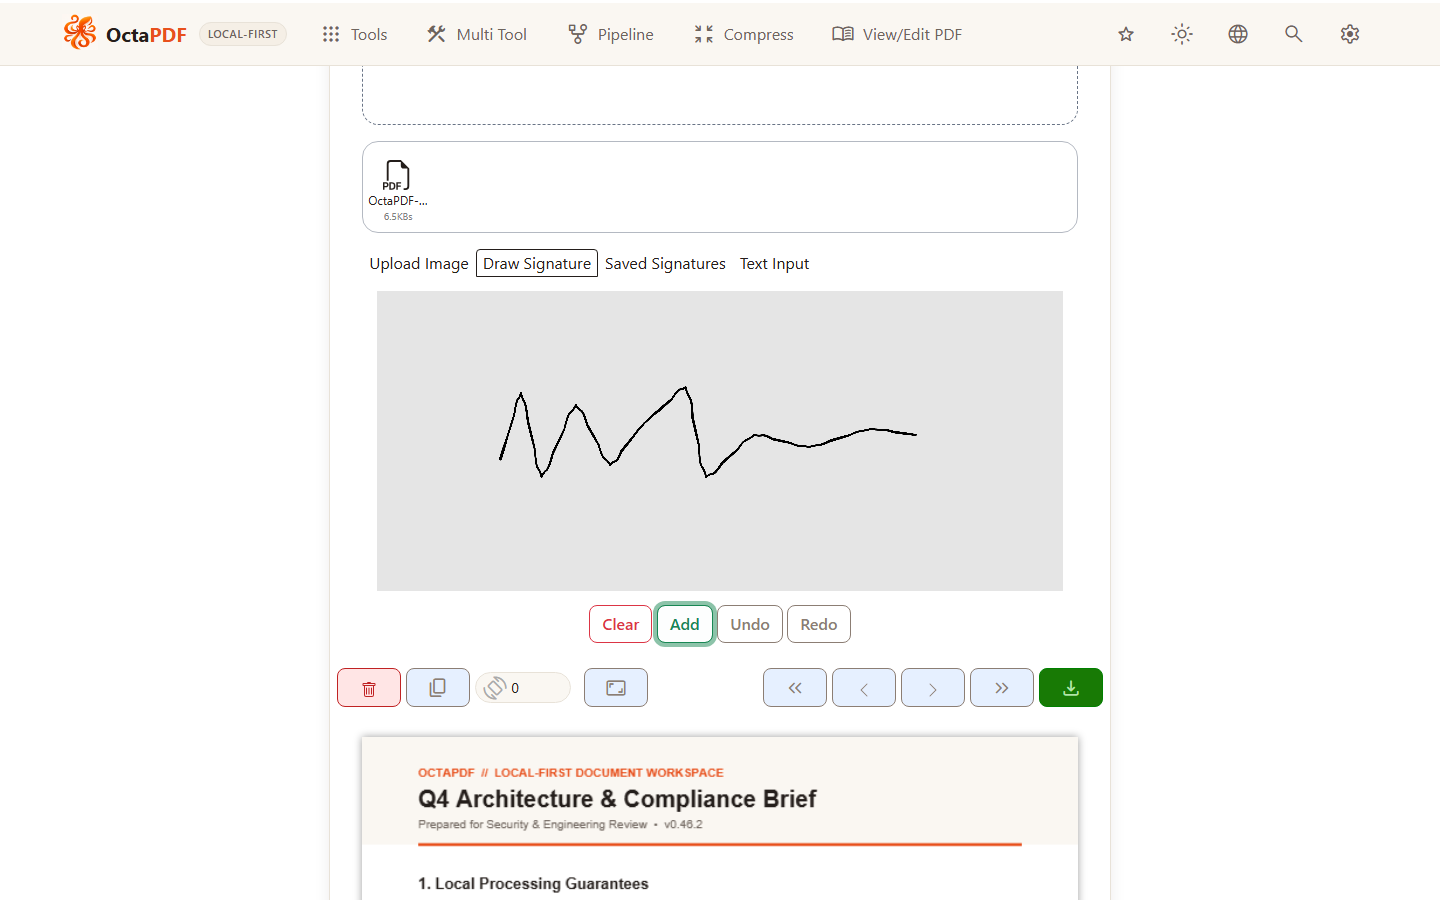 OctaPDF LOCAL-FIRST Tools Multi Tool Pipeline Compress View/Edit PDF
PDF
OctaPDF-...
6.5KBs
Upload Image Draw Signature Saved Signatures Text Input
Clear Add Undo Redo
0
OCTAPDF // LOCAL-FIRST DOCUMENT WORKSPACE
Q4 Architecture & Compliance Brief
Prepared for Security & Engineering Review • v0.46.2
1. Local Processing Guarantees